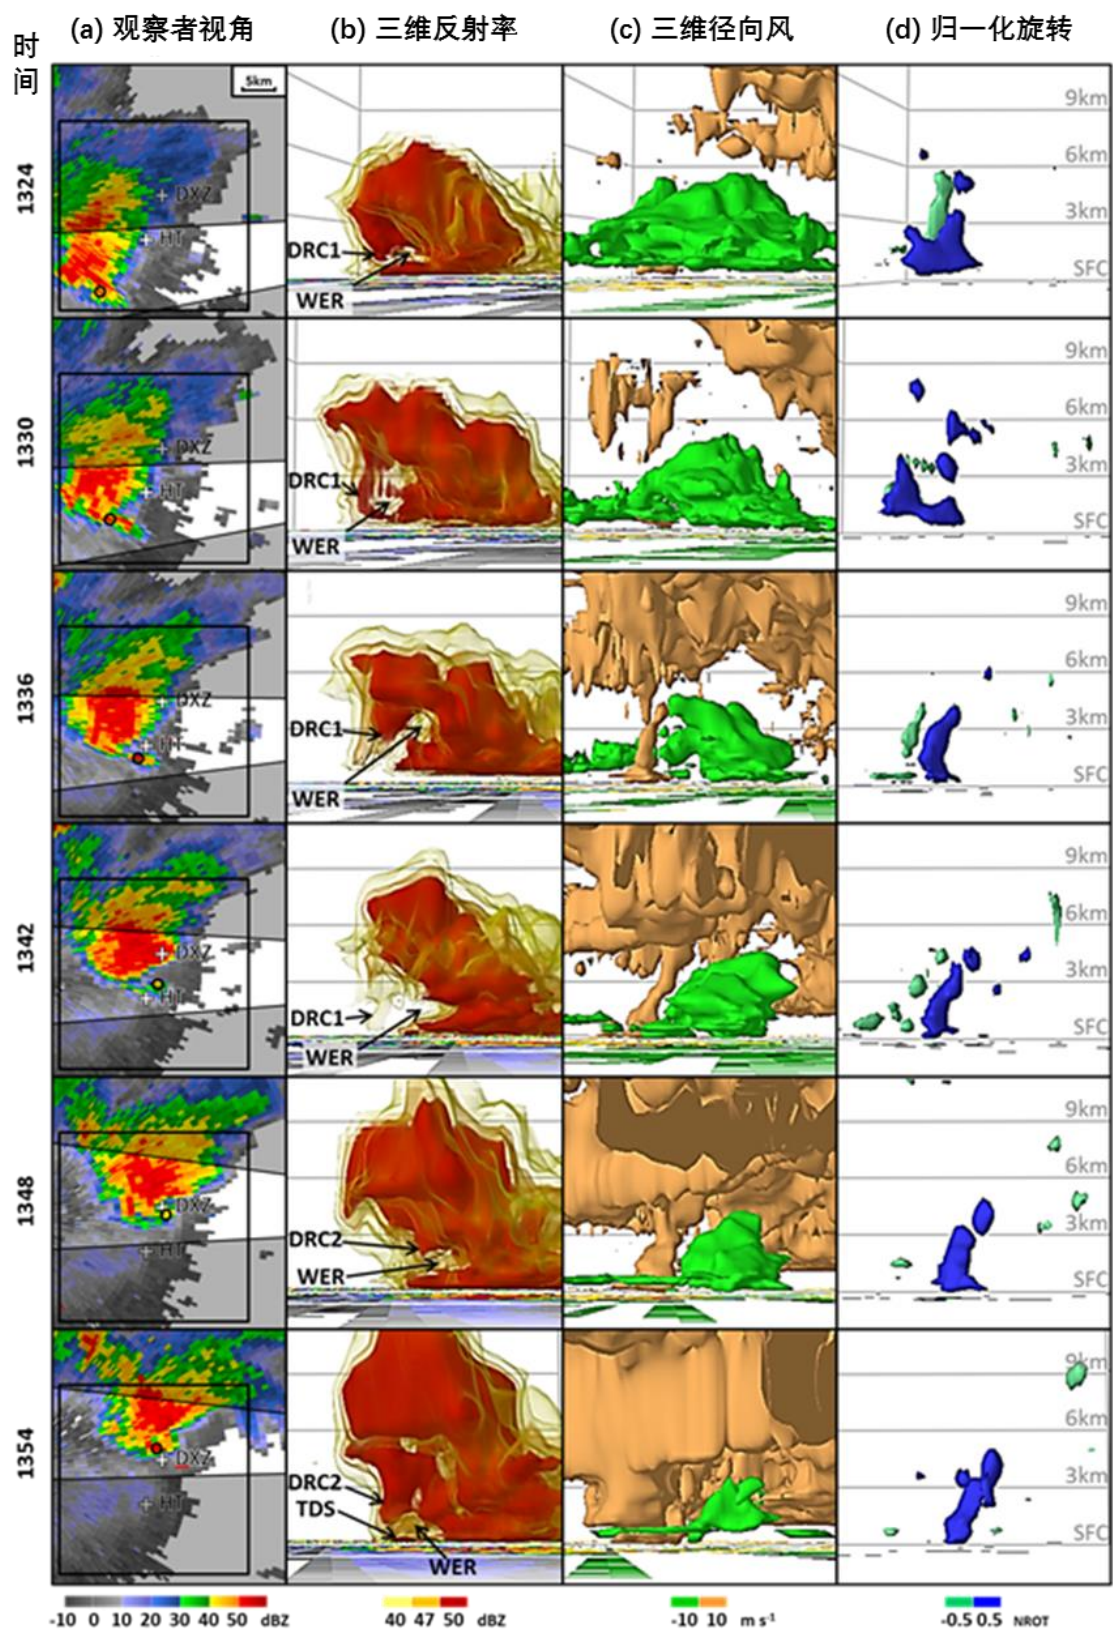 时间
(a) 观察者视角
(b) 三维反射率
(c) 三维径向风
(d) 归一化旋转
1324
5km
DXZ
HT
DRC1
WER
9km
6km
3km
SFC
1330
DXZ
HT
DRC1
WER
9km
6km
3km
SFC
1336
DXZ
HT
DRC1
WER
9km
6km
3km
SFC
1342
DXZ
HT
DRC1
WER
9km
6km
3km
SFC
1348
DXZ
HT
DRC2
WER
9km
6km
3km
SFC
1354
DXZ
HT
DRC2
TDS
WER
9km
6km
3km
SFC
-10 0 10 20 30 40 50 dBZ
40 47 50 dBZ
-10 10 m s⁻¹
-0.5 0.5 NROT